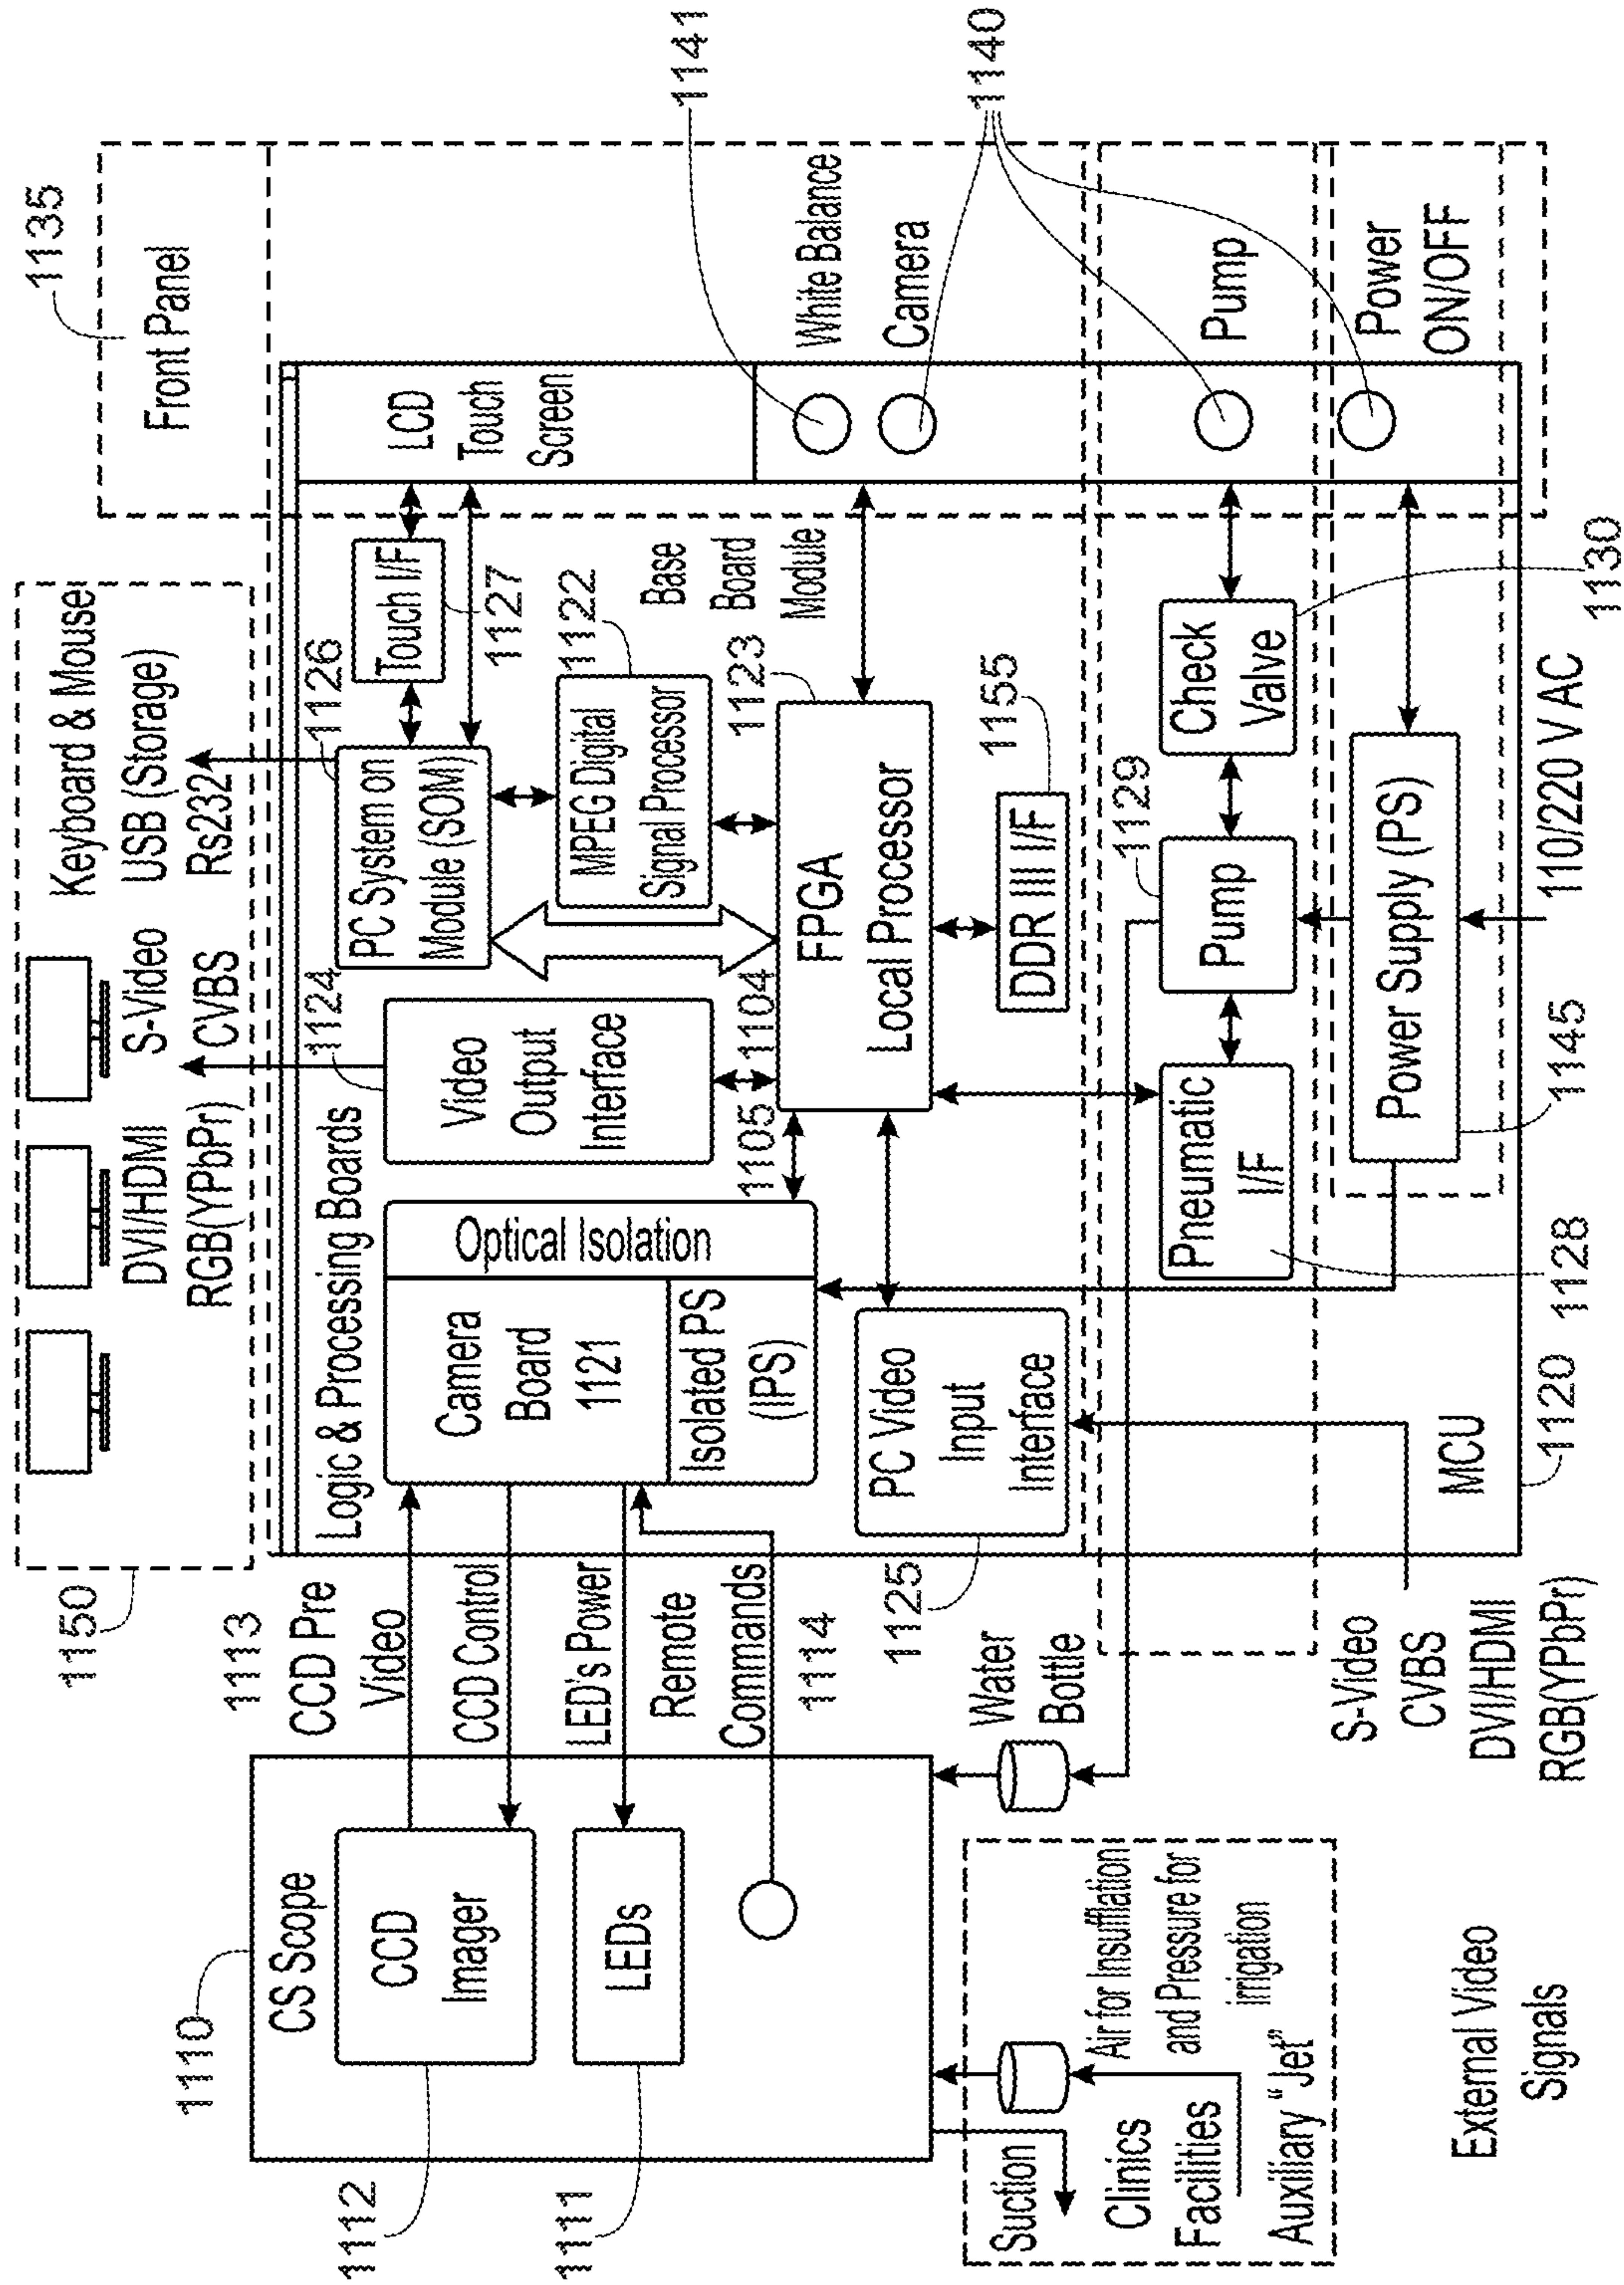 1150
Keyboard & Mouse
USB (Storage)
Rs232
S-Video
CVBS
DVI/HDMI
RGB(YPbPr)
1135
Front Panel
1110
CS Scope
CCD
Imager
1112
LEDs
1111
1113
CCD Pre
Video
CCD Control
LED's Power
Remote
Commands
1114
Logic & Processing Boards
Camera
Board
1121
Optical Isolation
Isolated PS
(IPS)
1105
1104
1124
Video
Output
Interface
1126
PC System on
Module (SOM)
Touch I/F
1127
LCD
Touch
Screen
1122
MPEG Digital
Signal Processor
Base
Board
Module
1123
FPGA
Local Processor
1155
DDR III I/F
1141
White Balance
Camera
1140
Pump
Power
ON/OFF
1125
PC Video
Input
Interface
Water
Bottle
Pneumatic
I/F
1128
1129
Pump
Check
Valve
1130
Power Supply (PS)
1145
110/220 V AC
MCU
1120
Suction
Clinics
Facilities
Auxiliary “Jet”
Air for Insufflation
and Pressure for
irrigation
External Video
Signals
S-Video
CVBS
DVI/HDMI
RGB(YPbPr)